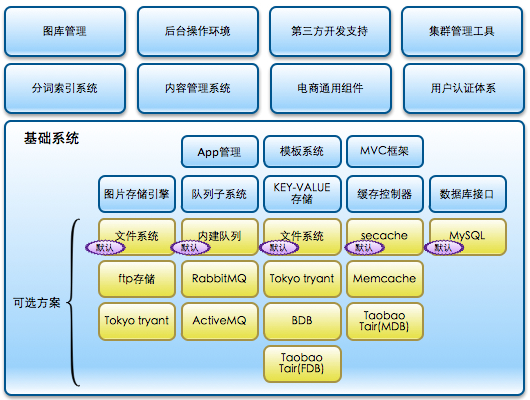 图库管理
后台操作环境
第三方开发支持
集群管理工具
分词索引系统
内容管理系统
电商通用组件
用户认证体系
基础系统
App管理
模板系统
MVC框架
图片存储引擎
队列子系统
KEY-VALUE
存储
缓存控制器
数据库接口
可选方案
文件系统
默认
内建队列
默认
文件系统
默认
secache
默认
MySQL
默认
ftp存储
RabbitMQ
Tokyo tryant
Memcache
Tokyo tryant
ActiveMQ
BDB
Taobao
Tair(MDB)
Taobao
Tair(FDB)